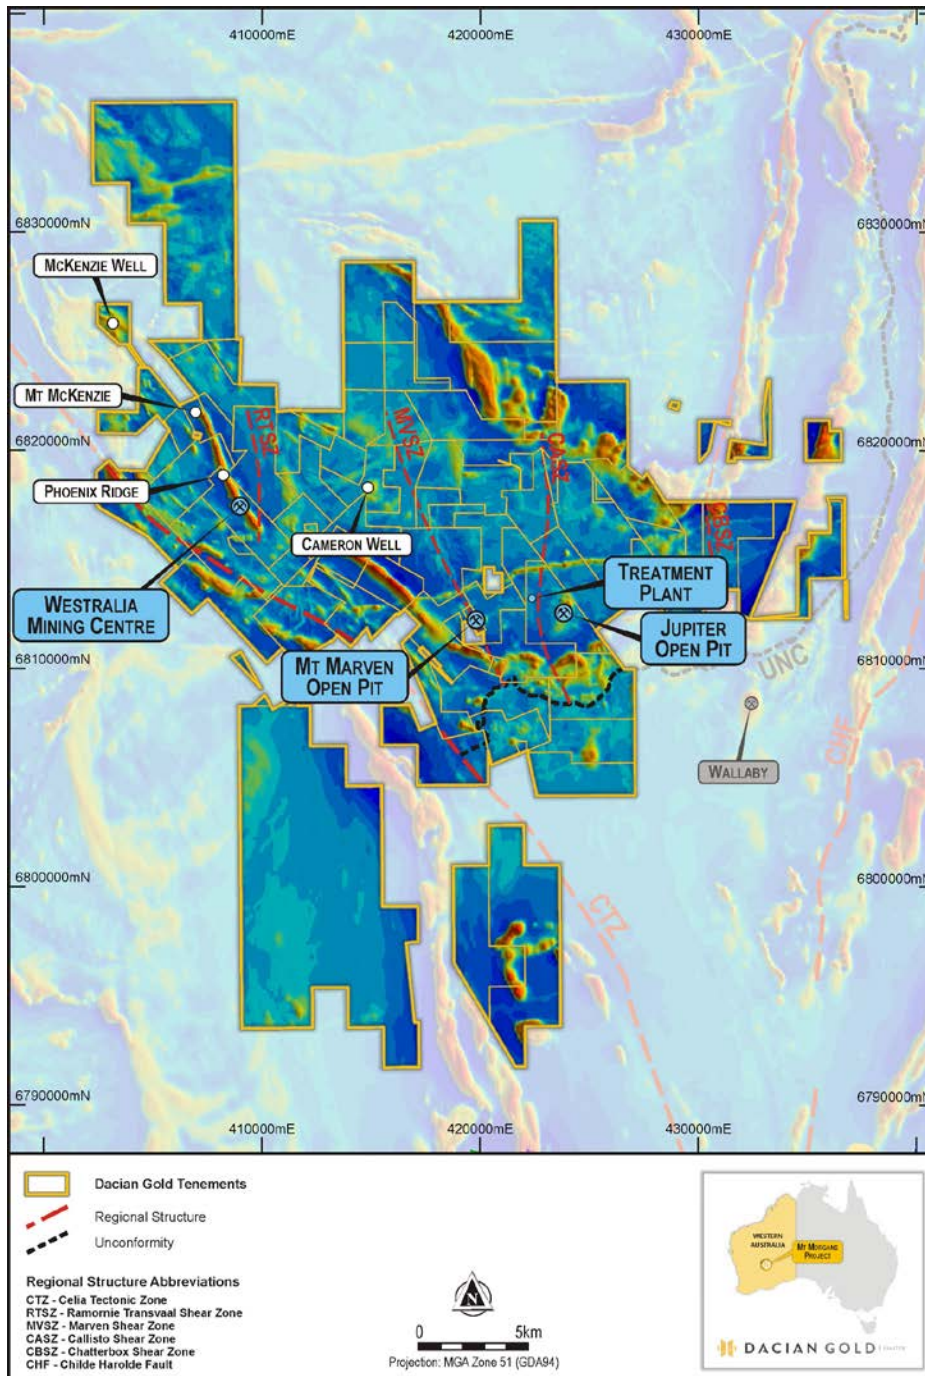 410000mE
420000mE
430000mE
6830000mN
6830000mN
MCKENZIE WELL
MT MCKENZIE
RTSZ
MVSZ
CASZ
6820000mN
6820000mN
PHOENIX RIDGE
CAMERON WELL
CBSZ
WESTRALIA
MINING CENTRE
TREATMENT
PLANT
JUPITER
OPEN PIT
MT MARVEN
OPEN PIT
6810000mN
6810000mN
UNC
CHF
WALLABY
6800000mN
6800000mN
CTZ
6790000mN
6790000mN
410000mE
420000mE
430000mE
Dacian Gold Tenements
Regional Structure
Unconformity
Regional Structure Abbreviations
CTZ - Celia Tectonic Zone
RTSZ - Ramornie Transvaal Shear Zone
MVSZ - Marven Shear Zone
CASZ - Callisto Shear Zone
CBSZ - Chatterbox Shear Zone
CHF - Childe Harolde Fault
N
0 5km
Projection: MGA Zone 51 (GDA94)
WESTERN
AUSTRALIA
MT MORGANS
PROJECT
DACIAN GOLD